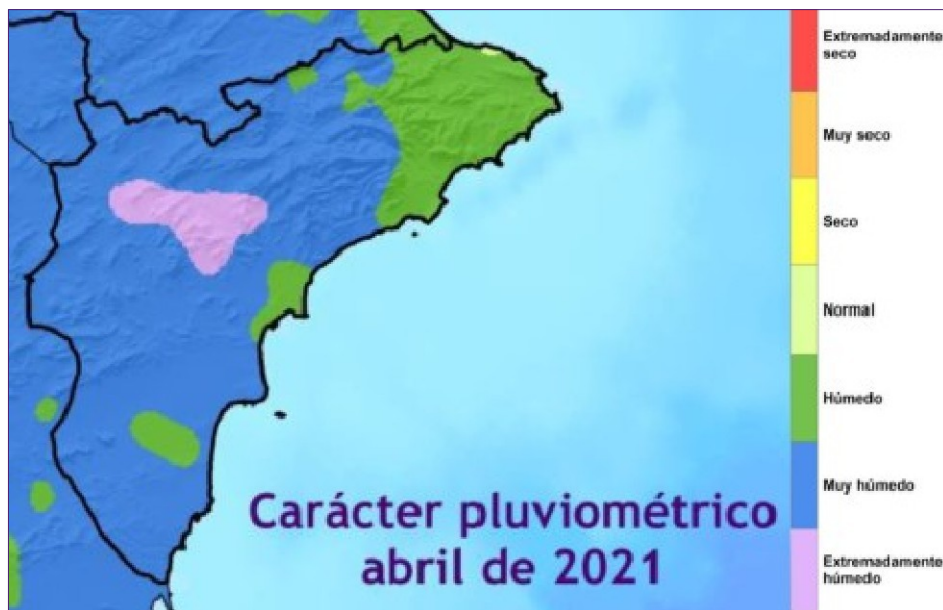 Extremadamente
seco
Muy seco
Seco
Normal
Húmedo
Muy húmedo
Extremadamente
húmedo
Carácter pluviométrico
abril de 2021